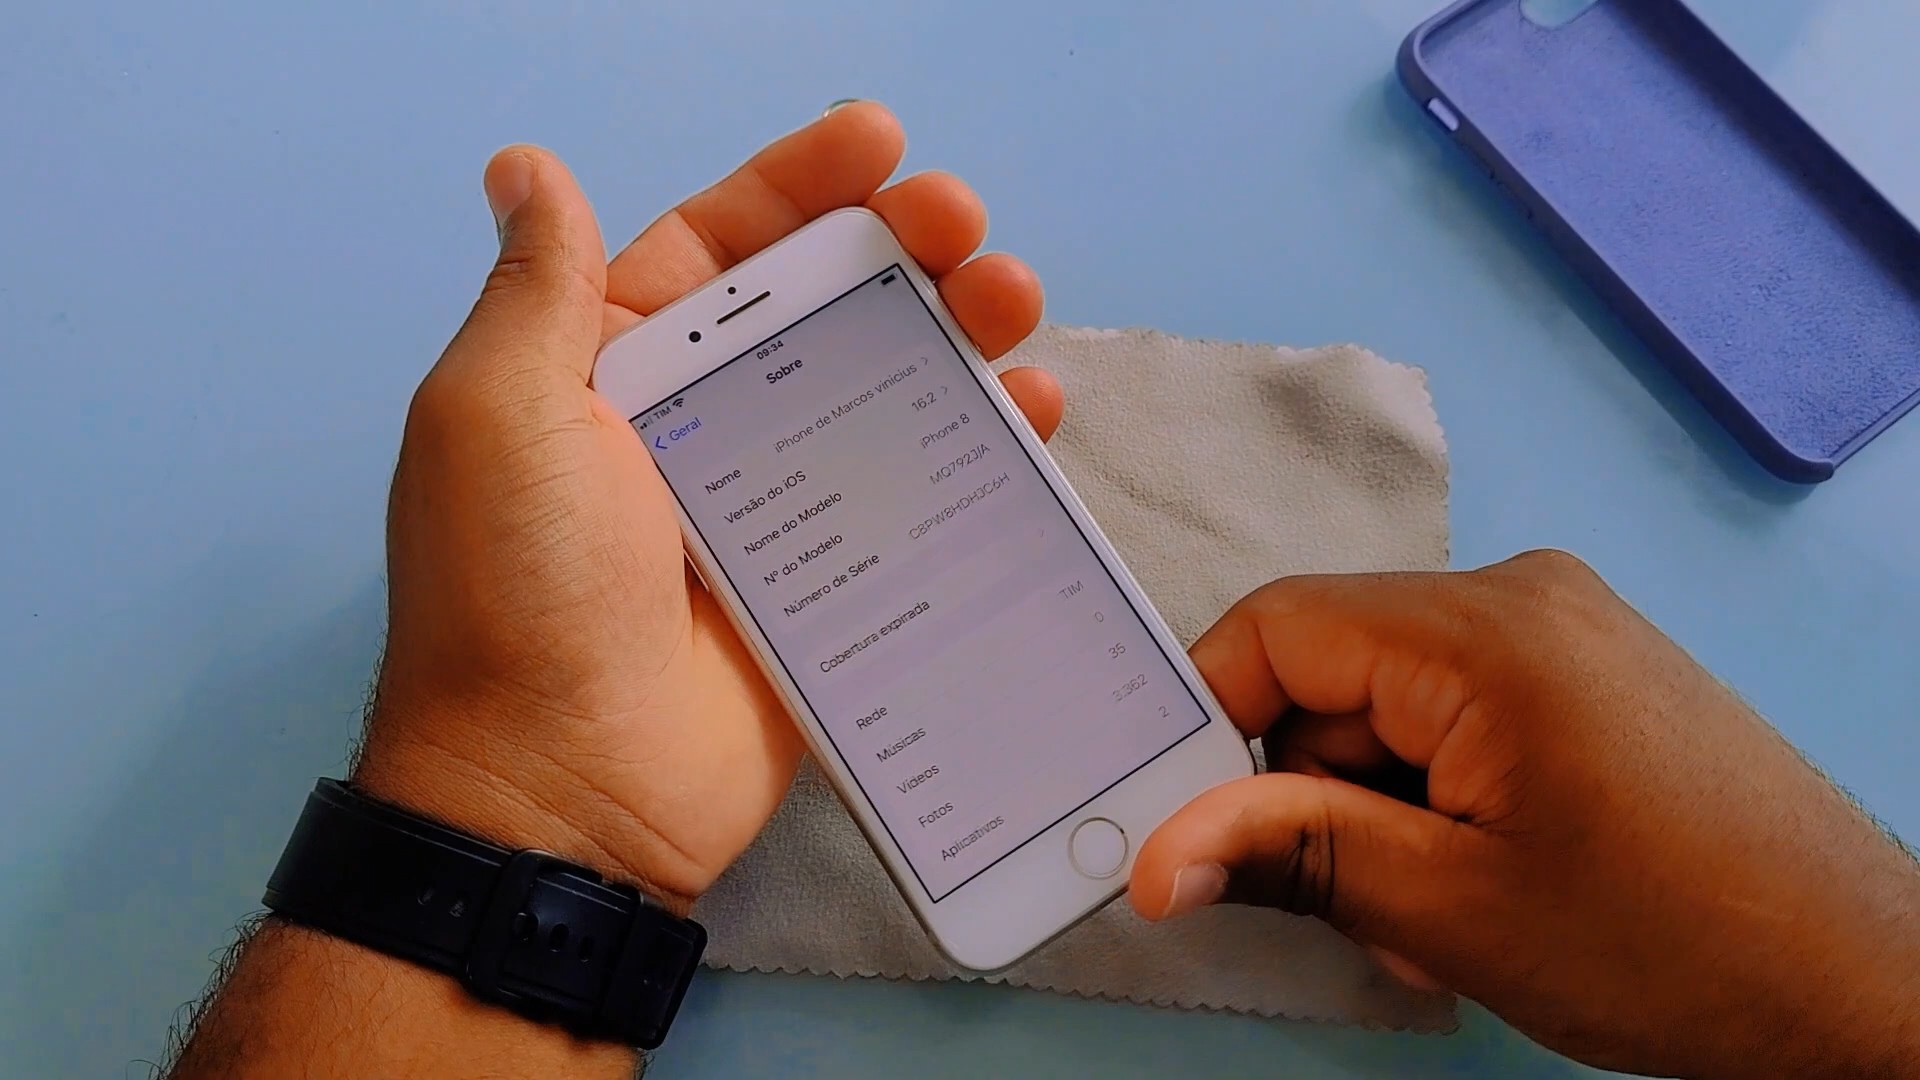 TIM
09:34
Geral
Sobre
Nome iPhone de Marcos vinicius
Versão do iOS 16.2
Nome do Modelo iPhone 8
Nº do Modelo MQ792J/A
Número de Série C8PW8HDHJC6H
Cobertura expirada
Rede TIM
Músicas 0
Vídeos 35
Fotos 3.362
Aplicativos 2